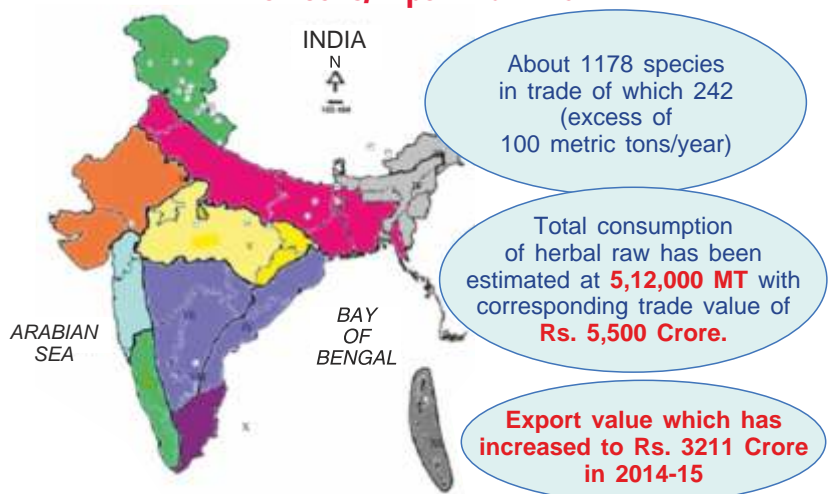 INDIA
N
About 1178 species
in trade of which 242
(excess of
100 metric tons/year)
Total consumption
of herbal raw has been
estimated at 5,12,000 MT with
corresponding trade value of
Rs. 5,500 Crore.
ARABIAN
SEA
BAY
OF
BENGAL
X
Export value which has
increased to Rs. 3211 Crore
in 2014-15